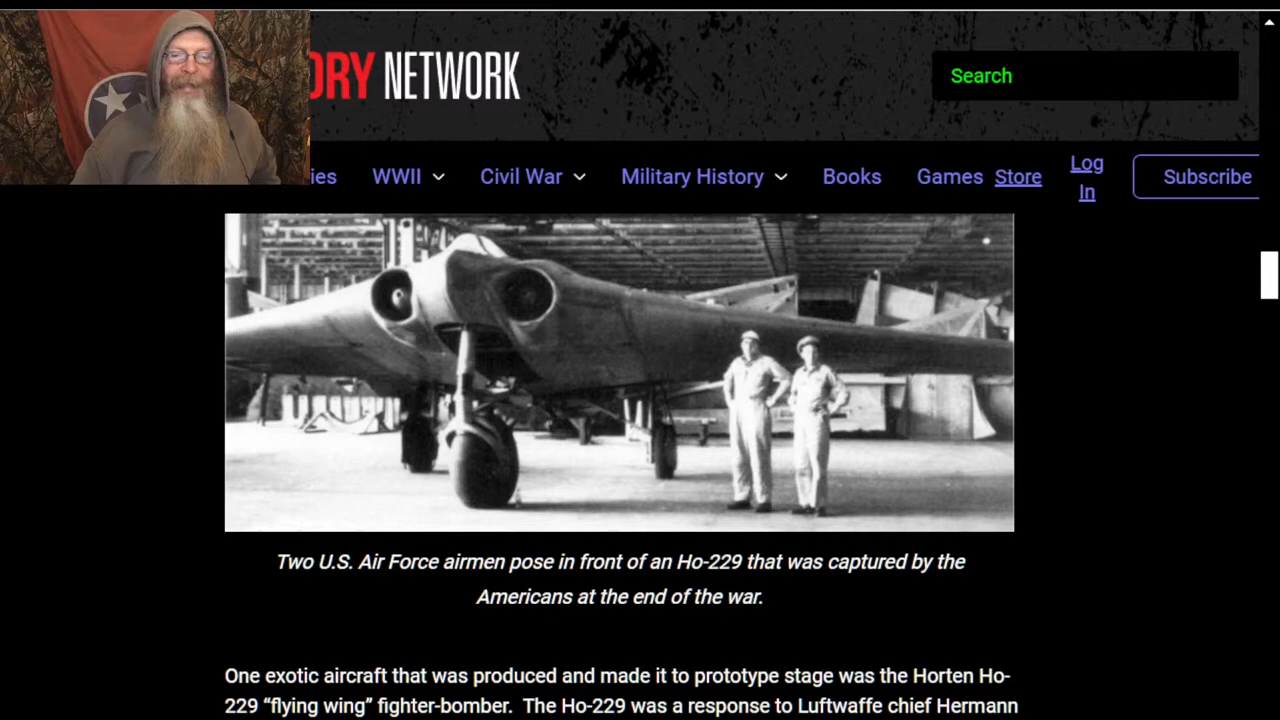 ORY NETWORK
Search
ies WWII Civil War Military History Books Games Store Log In Subscribe
Two U.S. Air Force airmen pose in front of an Ho-229 that was captured by the
Americans at the end of the war.
One exotic aircraft that was produced and made it to prototype stage was the Horten Ho-
229 “flying wing” fighter-bomber. The Ho-229 was a response to Luftwaffe chief Hermann